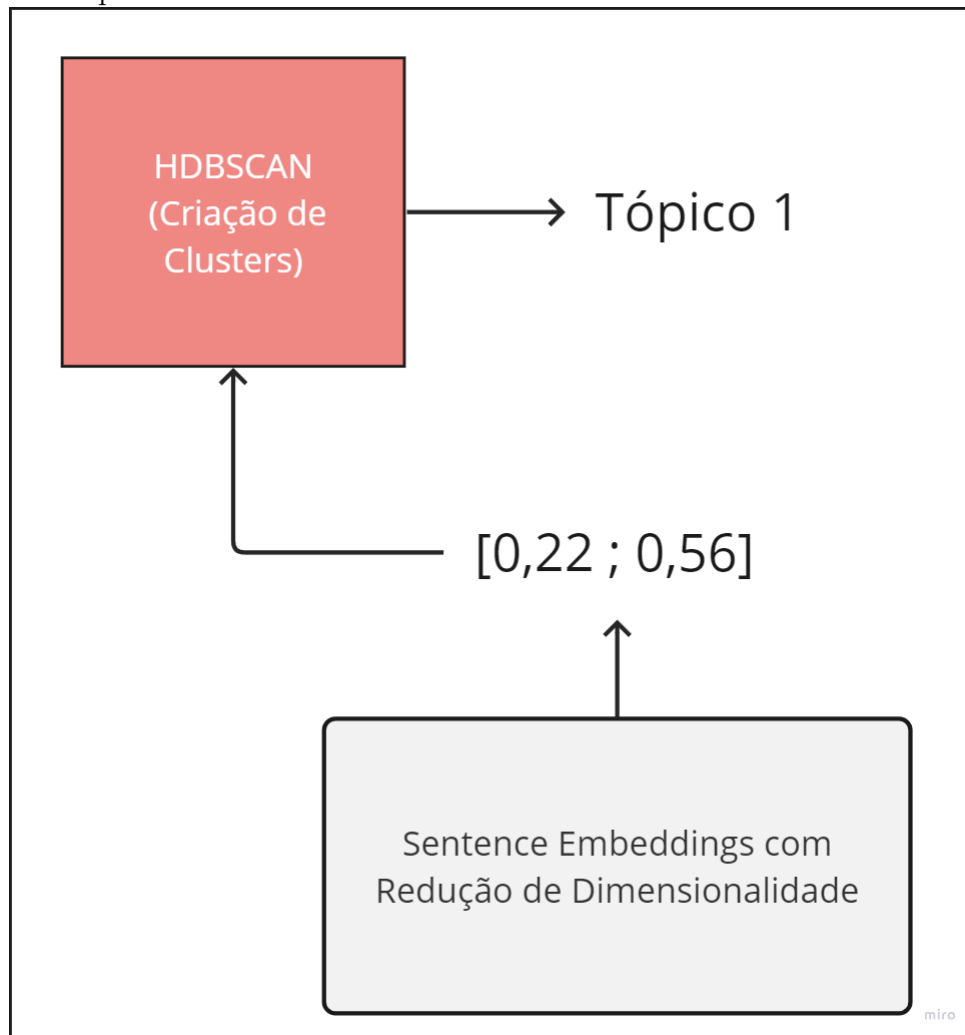 HDBSCAN
(Criação de
Clusters)
Tópico 1
[0,22 ; 0,56]
Sentence Embeddings com
Redução de Dimensionalidade
miro